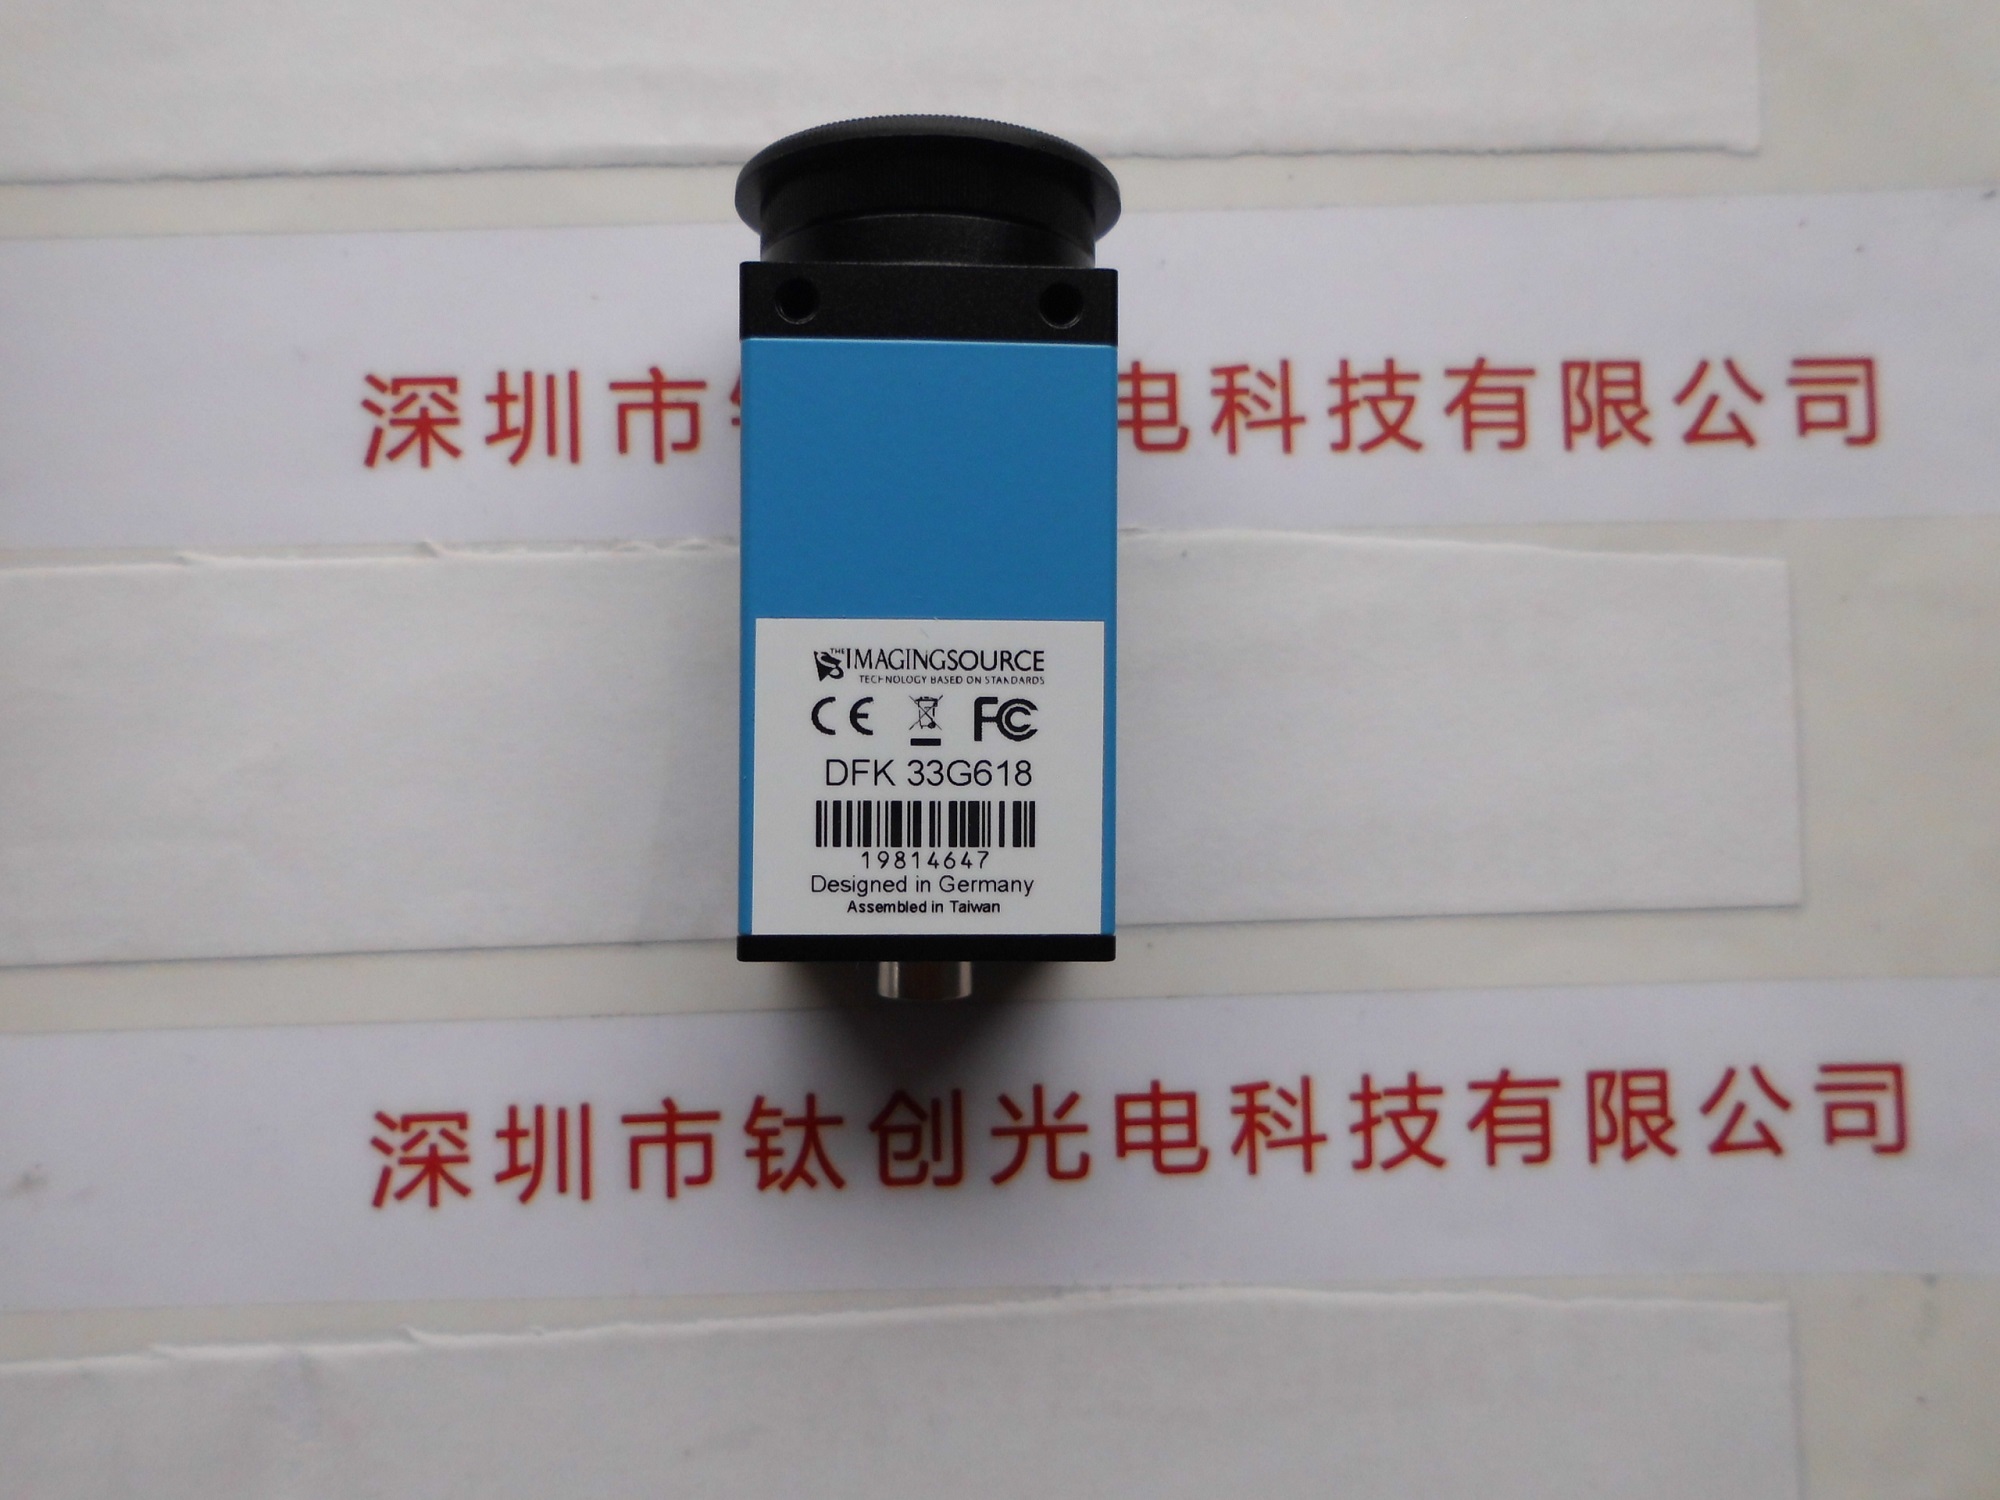 深圳市
电科技有限公司
THE IMAGINGSOURCE
TECHNOLOGY BASED ON STANDARDS
CE FC
DFK 33G618
19814647
Designed in Germany
Assembled in Taiwan
深圳市钛创光电科技有限公司